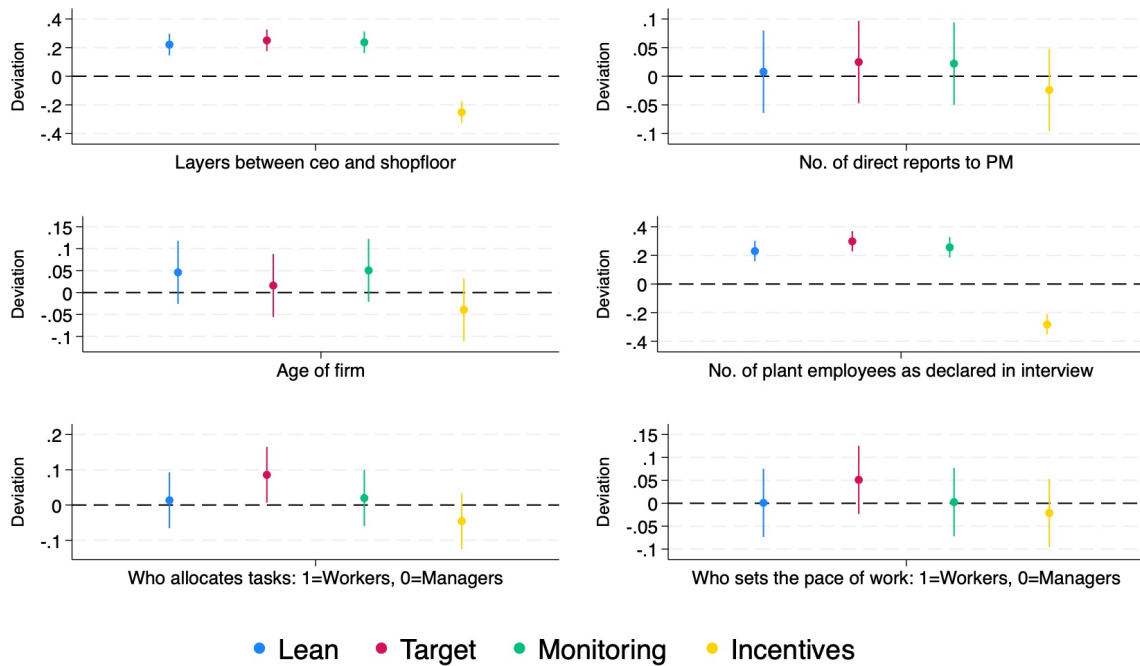 Deviation
.4
.2
0
-.2
-.4
Layers between ceo and shopfloor
Deviation
.1
.05
0
-.05
-.1
No. of direct reports to PM
Deviation
.15
.1
.05
0
-.05
-.1
Age of firm
Deviation
.4
.2
0
-.2
-.4
No. of plant employees as declared in interview
Deviation
.2
.1
0
-.1
Who allocates tasks: 1=Workers, 0=Managers
Deviation
.15
.1
.05
0
-.05
-.1
Who sets the pace of work: 1=Workers, 0=Managers
Lean Target Monitoring Incentives